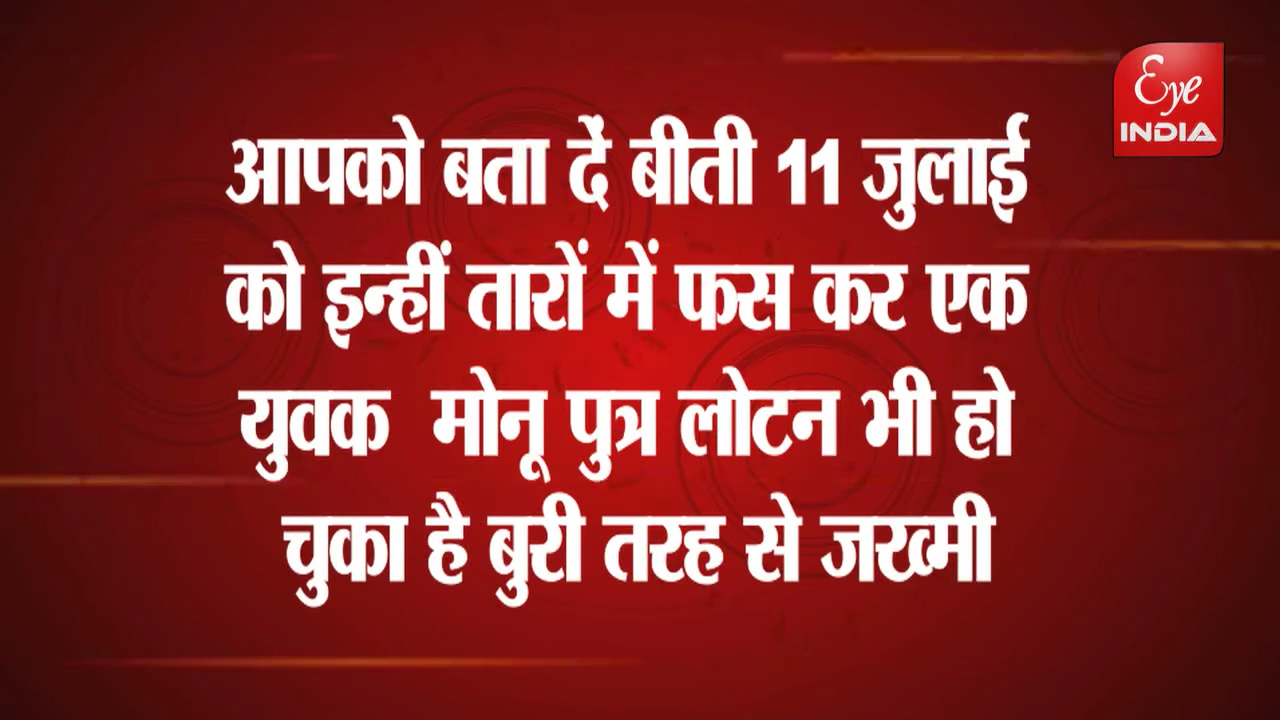 Eye
INDIA
आपको बता दें बीती 11 जुलाई
को इन्हीं तारों में फस कर एक
युवक मोनू पुत्र लोटन भी हो
चुका है बुरी तरह से जख्मी